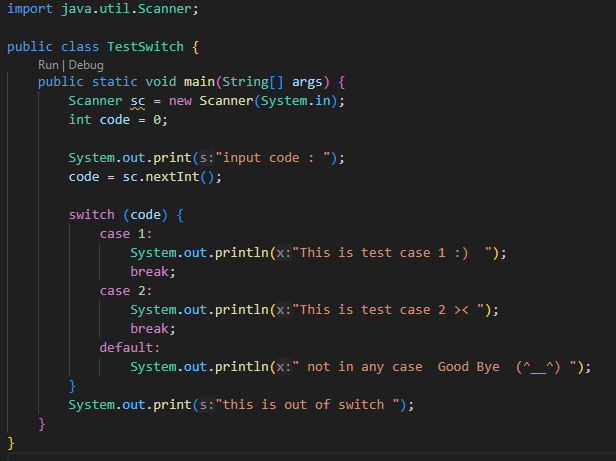 import java.util.Scanner;
public class TestSwitch {
Run | Debug
public static void main(String[] args) {
Scanner sc = new Scanner(System.in);
int code = 0;
System.out.print(s:"input code : ");
code = sc.nextInt();
switch (code) {
case 1:
System.out.println(x:"This is test case 1 :)  ");
break;
case 2:
System.out.println(x:"This is test case 2 >< ");
break;
default:
System.out.println(x:" not in any case  Good Bye  (^__^) ");
}
System.out.print(s:"this is out of switch ");
}
}